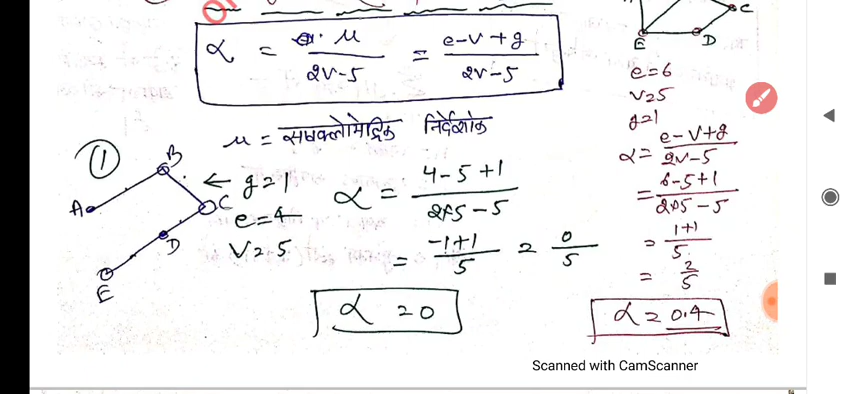 α = μ / 2v-5 = e-v+g / 2v-5
μ = साइक्लोमेट्रिक निर्देशांक
①
A B C D E
g=1
e=4
v=5
α = 4-5+1 / 2×5-5
= -1+1 / 5 = 0 / 5
α = 0
C
E D
e=6
v=5
g=1
α = e-v+g / 2v-5
= 6-5+1 / 2×5-5
= 1+1 / 5
= 2 / 5
α = 0.4
Scanned with CamScanner